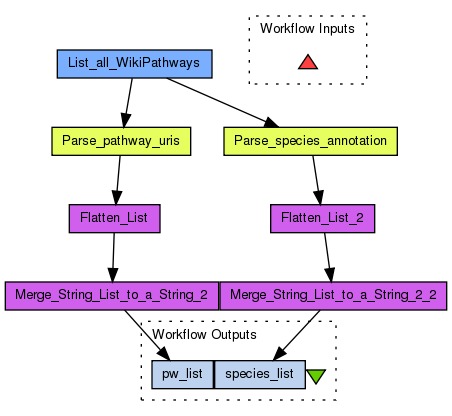 Workflow Inputs
List_all_WikiPathways
Parse_pathway_uris
Parse_species_annotation
Flatten_List
Flatten_List_2
Merge_String_List_to_a_String_2
Merge_String_List_to_a_String_2_2
Workflow Outputs
pw_list
species_list